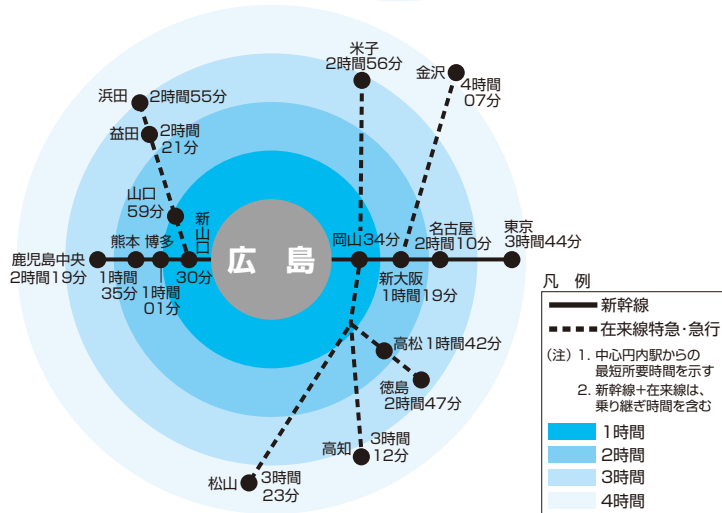 米子
2時間56分
金沢
4時間
07分
浜田
2時間55分
益田
2時間
21分
山口
59分
新山口
30分
広島
岡山34分
名古屋
2時間10分
東京
3時間44分
熊本
博多
鹿児島中央
2時間19分
1時間
35分
1時間
01分
新大阪
1時間19分
高松1時間42分
徳島
2時間47分
高知
3時間
12分
松山
3時間
23分
凡 例
新幹線
在来線特急・急行
(注) 1. 中心円内駅からの
最短所要時間を示す
2. 新幹線+在来線は、
乗り継ぎ時間を含む
1時間
2時間
3時間
4時間